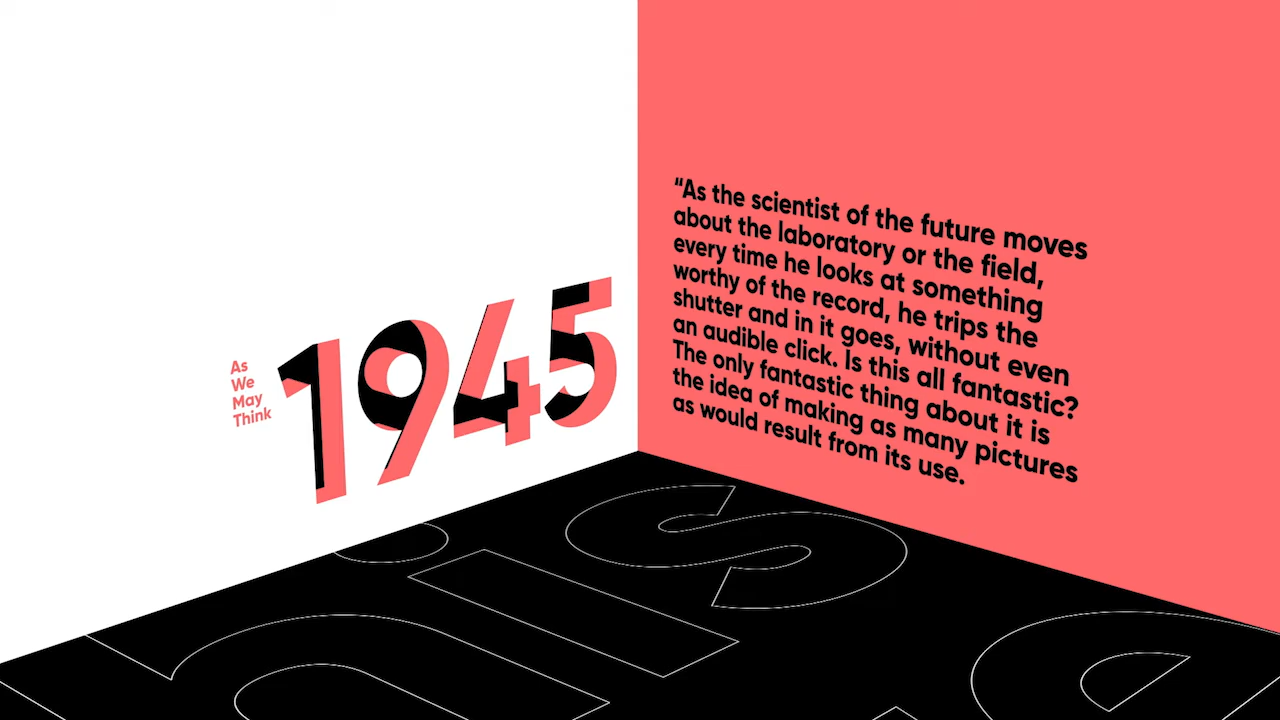 As
We
May
Think
1945
“As the scientist of the future moves
about the laboratory or the field,
every time he looks at something
worthy of the record, he trips the
shutter and in it goes, without even
an audible click. Is this all fantastic?
The only fantastic thing about it is
the idea of making as many pictures
as would result from its use.
his